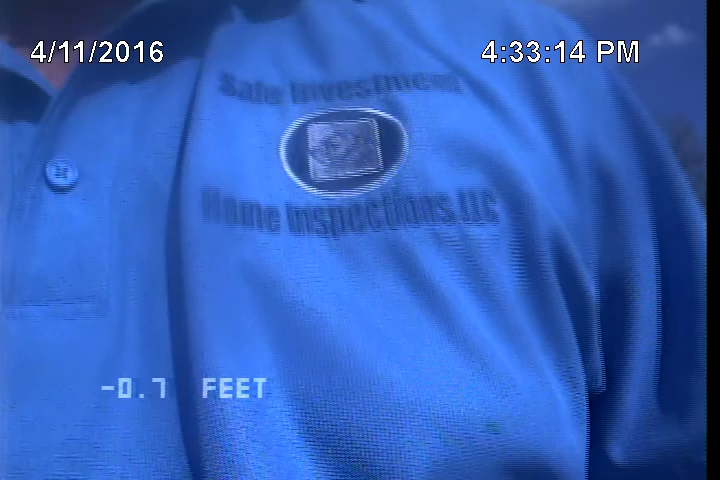 4/11/2016 4:33:14 PM
Safe Investment
Home Inspections, LLC
-0.7 FEET